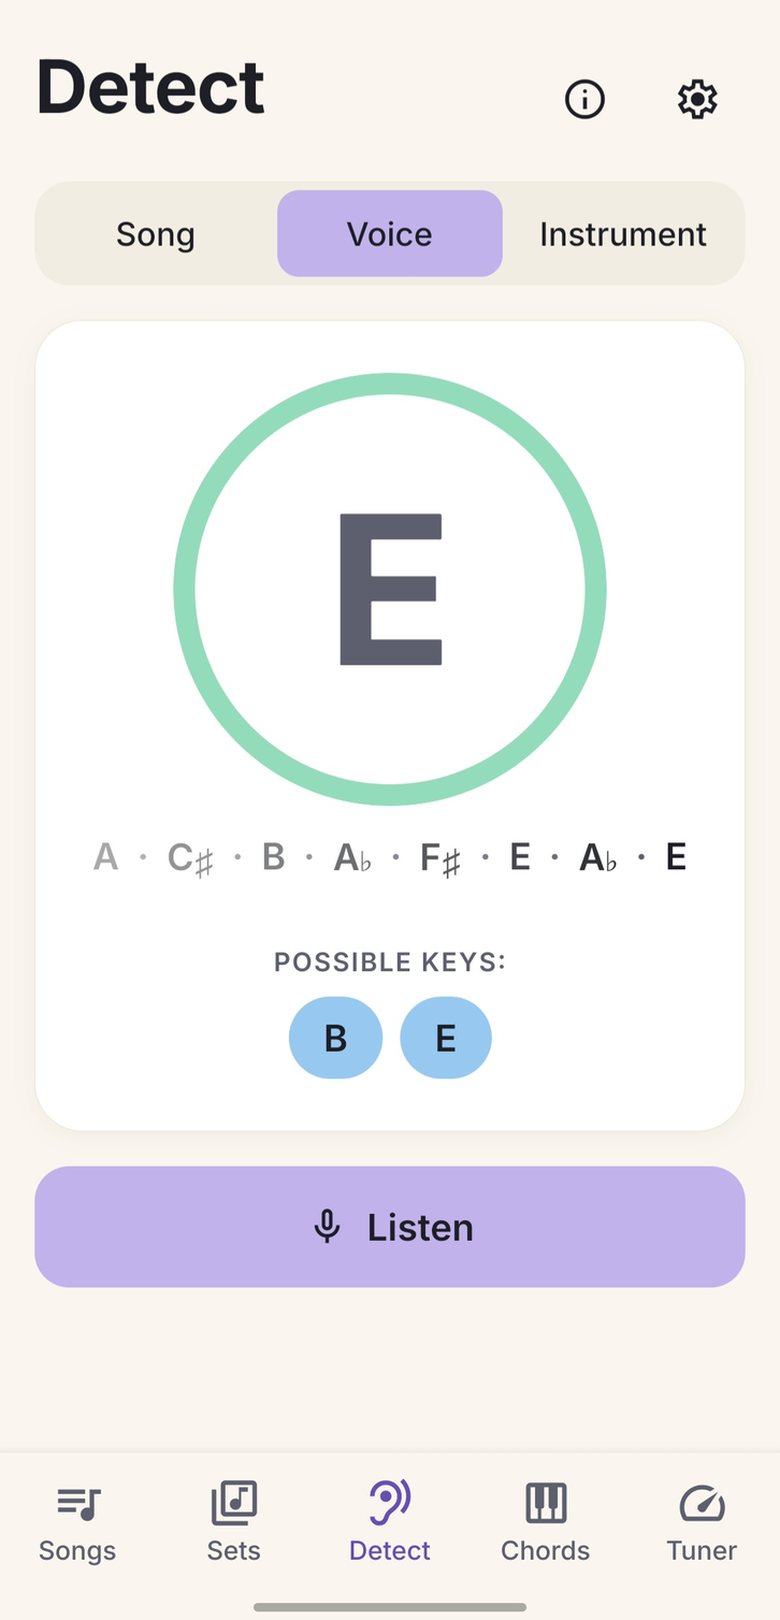 Detect
Song Voice Instrument
E
A · C♯ · B · A♭ · F♯ · E · A♭ · E
POSSIBLE KEYS:
B E
Listen
Songs Sets Detect Chords Tuner